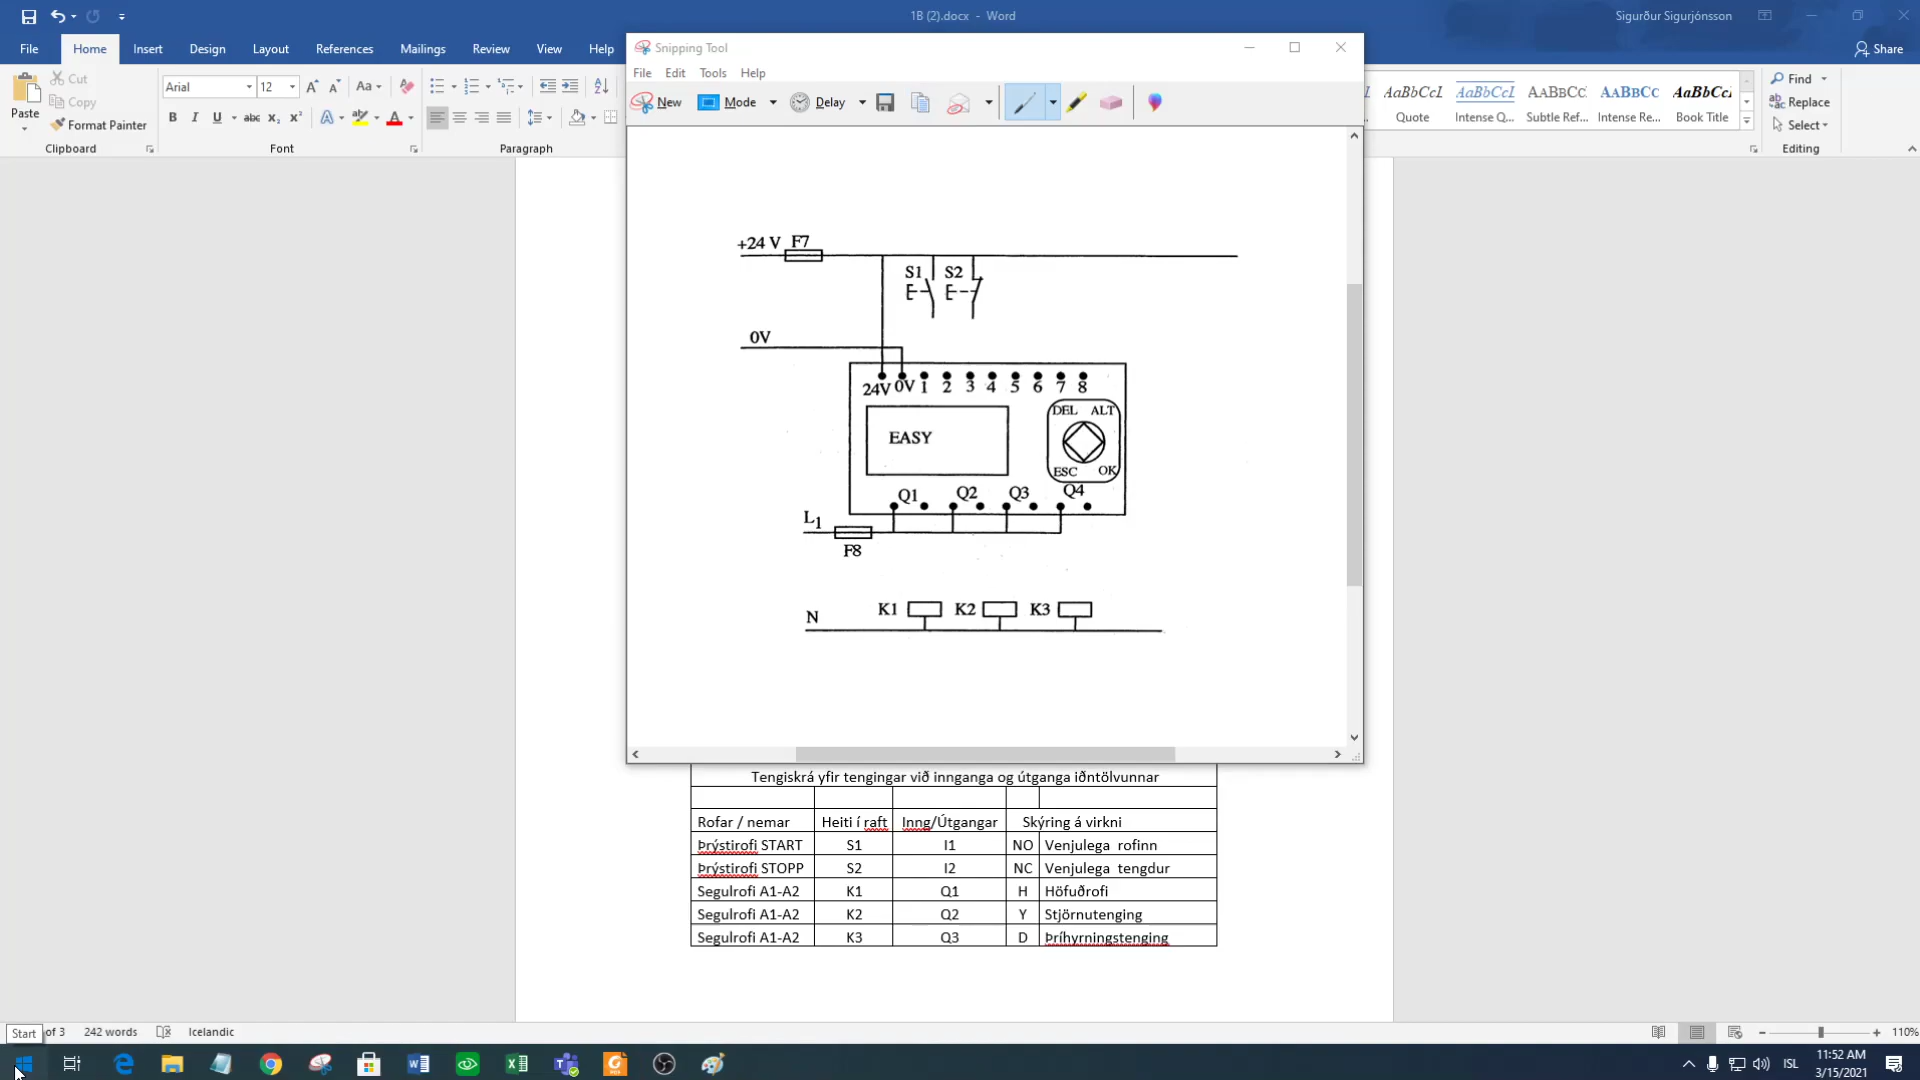 1B (2).docx - Word
Sigurður Sigurjónsson
File Home Insert Design Layout References Mailings Review View Help
Share
Snipping Tool
File Edit Tools Help
New Mode Delay
Paste
Cut
Copy
Format Painter
Clipboard
Arial 12
Aa
B I U abc x₂ x² A A
Font
Paragraph
AaBbCcI AaBbCcI AaBbCc AaBbCc AaBbCc
Quote Intense Q... Subtle Ref... Intense Re... Book Title
Find
Replace
Select
Editing
+24 V F7
S1 S2
0V
24V 0V 1 2 3 4 5 6 7 8
DEL ALT
EASY
ESC OK
Q1 Q2 Q3 Q4
L1
F8
N K1 K2 K3
Tengiskrá yfir tengingar við innganga og útganga iðntölvunnar
Rofar / nemar Heiti í raft Inng/Útgangar Skýring á virkni
Þrýstirofi START S1 I1 NO Venjulega rofinn
Þrýstirofi STOPP S2 I2 NC Venjulega tengdur
Segulrofi A1-A2 K1 Q1 H Höfuðrofi
Segulrofi A1-A2 K2 Q2 Y Stjörnutenging
Segulrofi A1-A2 K3 Q3 D Þríhyrningstenging
Start
of 3 242 words Icelandic
110%
ISL
11:52 AM
3/15/2021